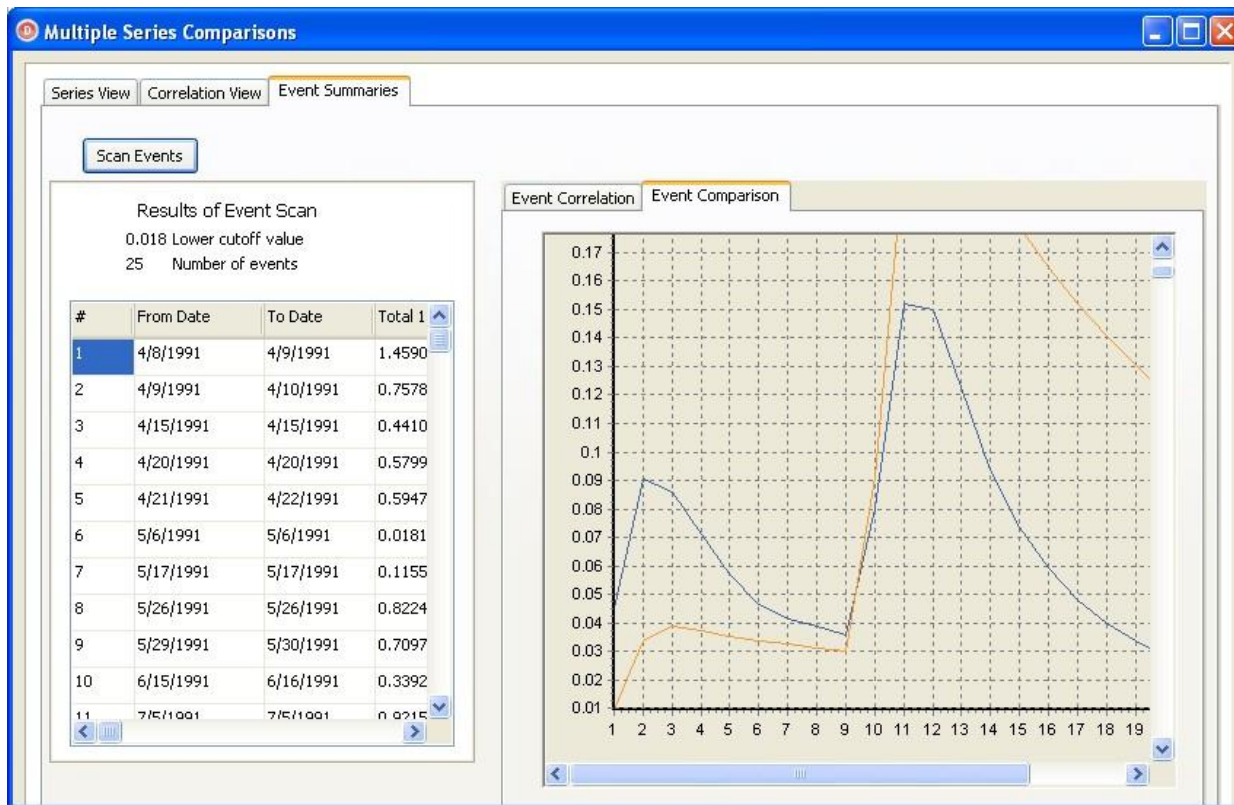 Multiple Series Comparisons
Series View Correlation View Event Summaries
Scan Events
Results of Event Scan
0.018 Lower cutoff value
25 Number of events
# From Date To Date Total 1
1 4/8/1991 4/9/1991 1.4590
2 4/9/1991 4/10/1991 0.7578
3 4/15/1991 4/15/1991 0.4410
4 4/20/1991 4/20/1991 0.5799
5 4/21/1991 4/22/1991 0.5947
6 5/6/1991 5/6/1991 0.0181
7 5/17/1991 5/17/1991 0.1155
8 5/26/1991 5/26/1991 0.8224
9 5/29/1991 5/30/1991 0.7097
10 6/15/1991 6/16/1991 0.3392
11 7/5/1991 7/5/1991 0.9215
Event Correlation Event Comparison
0.17
0.16
0.15
0.14
0.13
0.12
0.11
0.1
0.09
0.08
0.07
0.06
0.05
0.04
0.03
0.02
0.01
1 2 3 4 5 6 7 8 9 10 11 12 13 14 15 16 17 18 19